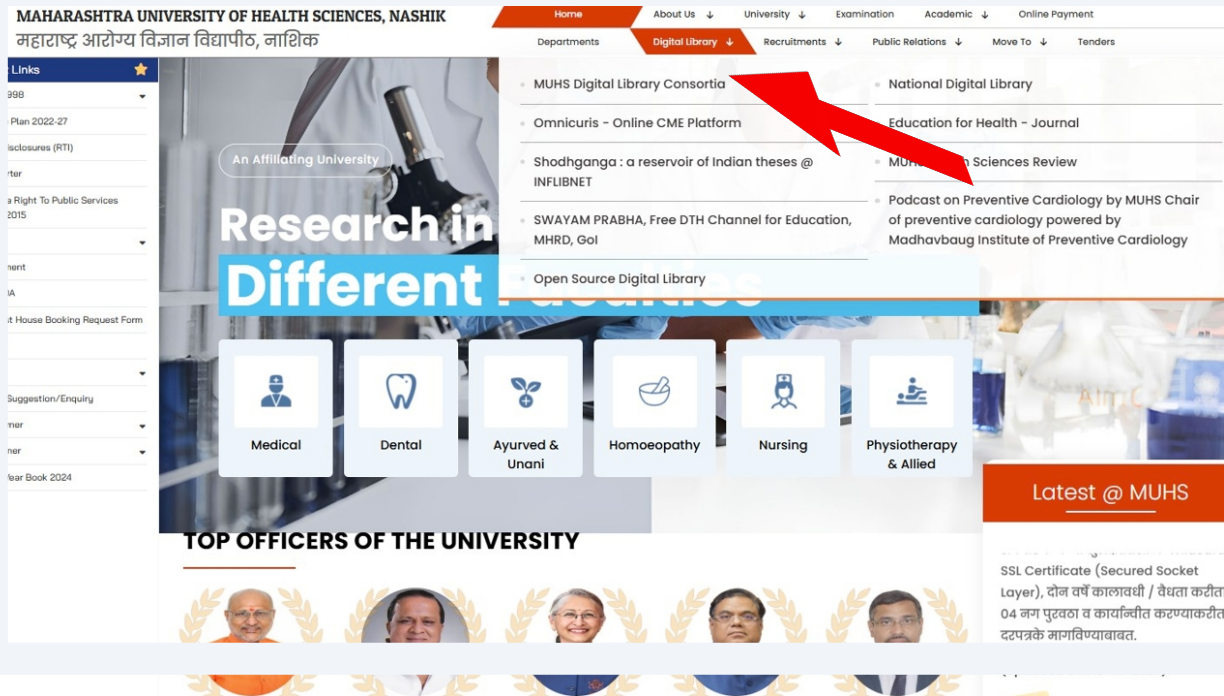 MAHARASHTRA UNIVERSITY OF HEALTH SCIENCES, NASHIK
महाराष्ट्र आरोग्य विज्ञान विद्यापीठ, नाशिक
Home
About Us
University
Examination
Academic
Online Payment
Departments
Digital Library
Recruitments
Public Relations
Move To
Tenders
Links
998
Plan 2022-27
(RTI)
Right To Public Services
2015
House Booking Request Form
Suggestion/Enquiry
Year Book 2024
MUHS Digital Library Consortia
Omnicuris - Online CME Platform
Shodhganga : a reservoir of Indian theses @
INFLIBNET
SWAYAM PRABHA, Free DTH Channel for Education,
MHRD, GoI
Open Source Digital Library
National Digital Library
Education for Health - Journal
Sciences Review
Podcast on Preventive Cardiology by MUHS Chair
of preventive cardiology powered by
Madhavbaug Institute of Preventive Cardiology
An Affiliating University
Research in
Different
Medical
Dental
Ayurved &
Unani
Homoeopathy
Nursing
Physiotherapy
& Allied
Latest @ MUHS
SSL Certificate (Secured Socket
Layer), दोन वर्षे कालावधी / वैधता करीता
04 नग पुरवठा व कार्यान्वीत करण्याकरीता
दरपत्रके मागविण्याबाबत.
TOP OFFICERS OF THE UNIVERSITY